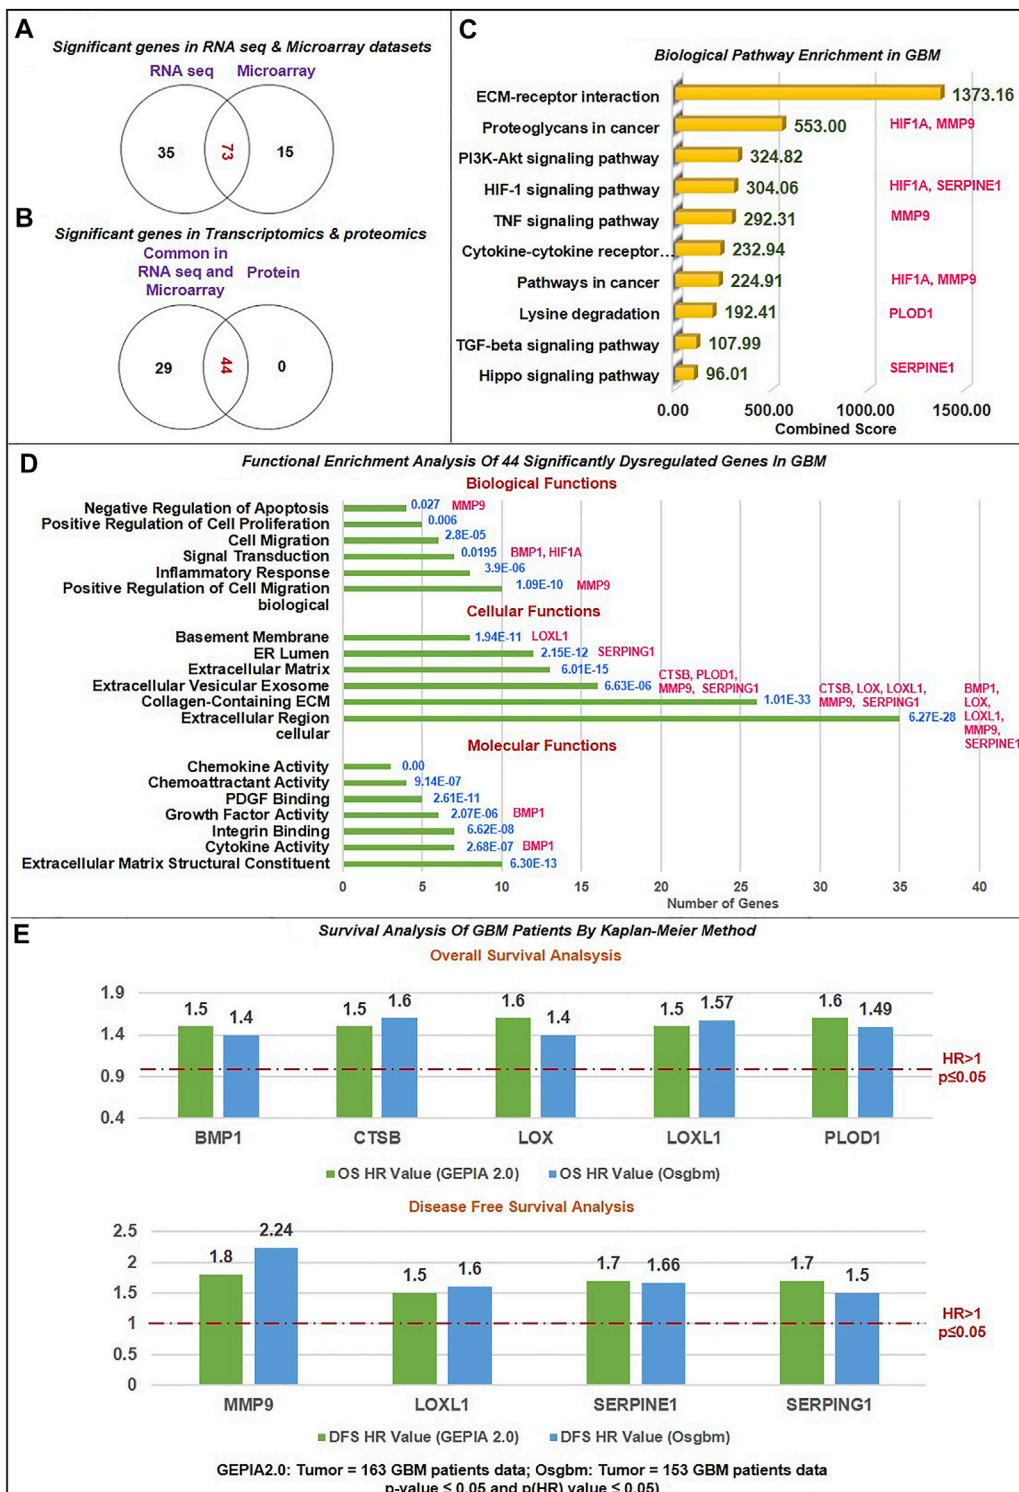 A
Significant genes in RNA seq & Microarray datasets
RNA seq Microarray
35 73 15
B
Significant genes in Transcriptomics & proteomics
Common in
RNA seq and
Microarray
Protein
29 44 0
C
Biological Pathway Enrichment in GBM
ECM-receptor interaction 1373.16
Proteoglycans in cancer 553.00 HIF1A, MMP9
PI3K-Akt signaling pathway 324.82
HIF-1 signaling pathway 304.06 HIF1A, SERPINE1
TNF signaling pathway 292.31 MMP9
Cytokine-cytokine receptor... 232.94
Pathways in cancer 224.91 HIF1A, MMP9
Lysine degradation 192.41 PLOD1
TGF-beta signaling pathway 107.99
Hippo signaling pathway 96.01 SERPINE1
0.00 500.00 1000.00 1500.00
Combined Score
D
Functional Enrichment Analysis Of 44 Significantly Dysregulated Genes In GBM
Biological Functions
Negative Regulation of Apoptosis 0.027 MMP9
Positive Regulation of Cell Proliferation 0.006
Cell Migration 2.8E-05
Signal Transduction 0.0195 BMP1, HIF1A
Inflammatory Response 3.9E-06
Positive Regulation of Cell Migration 1.09E-10 MMP9
biological
Cellular Functions
Basement Membrane 1.94E-11 LOXL1
ER Lumen 2.15E-12 SERPING1
Extracellular Matrix 6.01E-15
Extracellular Vesicular Exosome 6.63E-06 CTSB, PLOD1,
MMP9, SERPING1
Collagen-Containing ECM 1.01E-33 CTSB, LOX, LOXL1,
MMP9, SERPING1
Extracellular Region 6.27E-28
cellular
BMP1,
LOX,
LOXL1,
MMP9,
SERPINE1
Molecular Functions
Chemokine Activity 0.00
Chemoattractant Activity 9.14E-07
PDGF Binding 2.61E-11
Growth Factor Activity 2.07E-06 BMP1
Integrin Binding 6.62E-08
Cytokine Activity 2.68E-07 BMP1
Extracellular Matrix Structural Constituent 6.30E-13
0 5 10 15 20 25 30 35 40
Number of Genes
E
Survival Analysis Of GBM Patients By Kaplan-Meier Method
Overall Survival Analsysis
1.9
1.4
0.9
0.4
1.5 1.4 1.5 1.6 1.6 1.4 1.5 1.57 1.6 1.49
HR>1
p≤0.05
BMP1 CTSB LOX LOXL1 PLOD1
OS HR Value (GEPIA 2.0) OS HR Value (Osgbm)
Disease Free Survival Analysis
2.5
2
1.5
1
0.5
0
1.8 2.24 1.5 1.6 1.7 1.66 1.7 1.5
HR>1
p≤0.05
MMP9 LOXL1 SERPINE1 SERPING1
DFS HR Value (GEPIA 2.0) DFS HR Value (Osgbm)
GEPIA2.0: Tumor = 163 GBM patients data; Osgbm: Tumor = 153 GBM patients data
p-value ≤ 0.05 and p(HR) value ≤ 0.05)